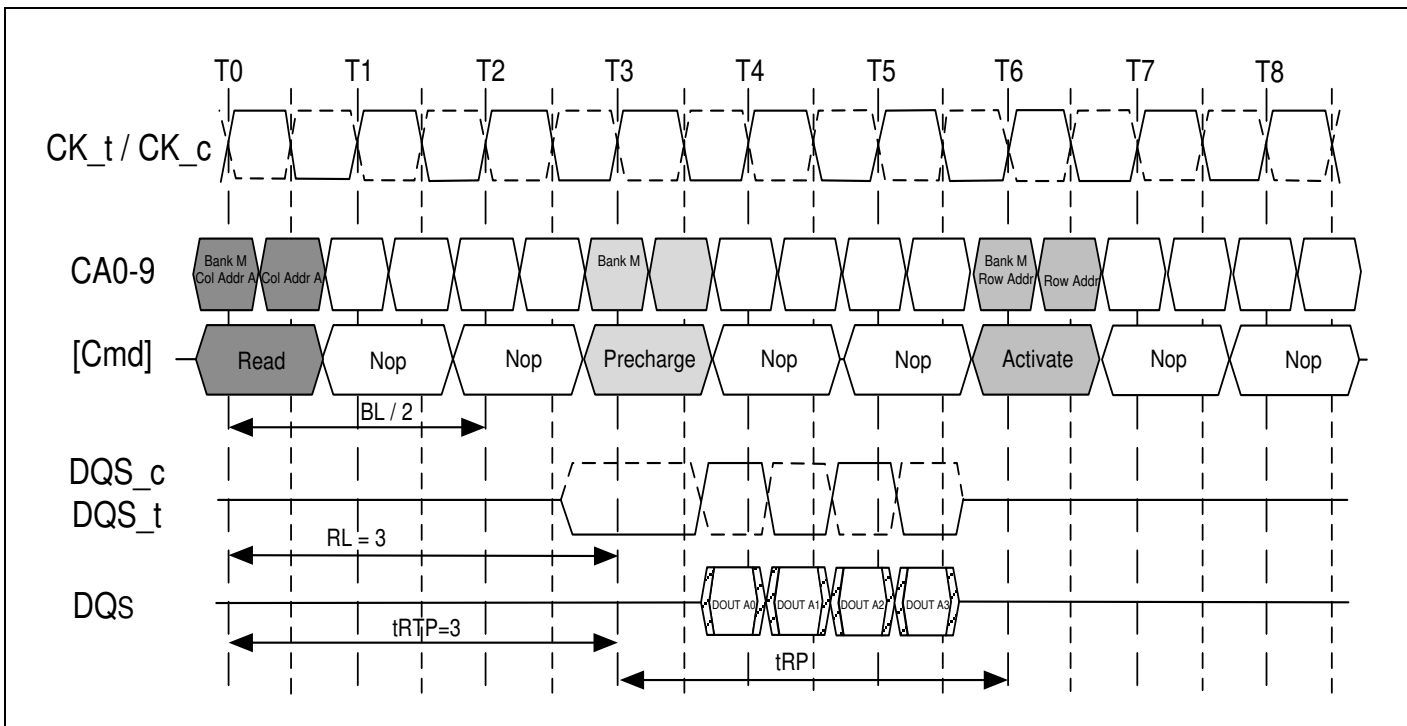 T0 T1 T2 T3 T4 T5 T6 T7 T8
CK_t / CK_c
CA0-9
Bank M
Col Addr A
Col Addr A
Bank M
Bank M
Row Addr
Row Addr
[Cmd]
Read Nop Nop Precharge Nop Nop Activate Nop Nop
BL / 2
DQS_c
DQS_t
RL = 3
DQs
DOUT A0 DOUT A1 DOUT A2 DOUT A3
tRTP=3
tRP